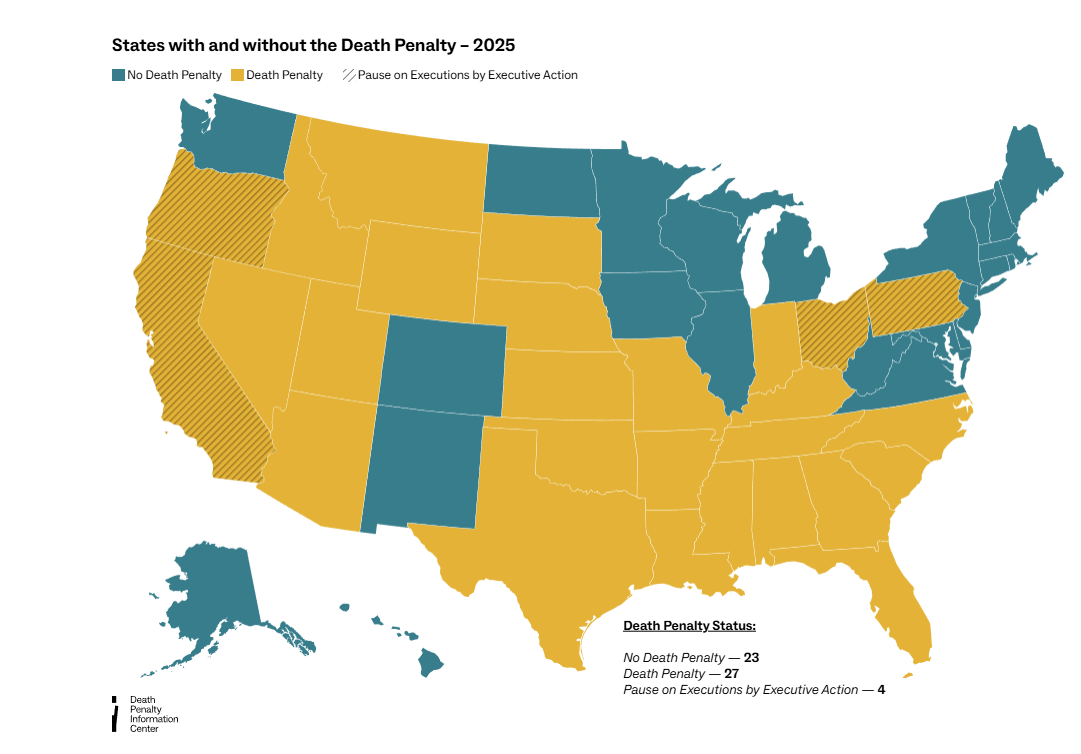 States with and without the Death Penalty – 2025
No Death Penalty Death Penalty Pause on Executions by Executive Action
Death Penalty Status:
No Death Penalty — 23
Death Penalty — 27
Pause on Executions by Executive Action — 4
Death
Penalty
Information
Center